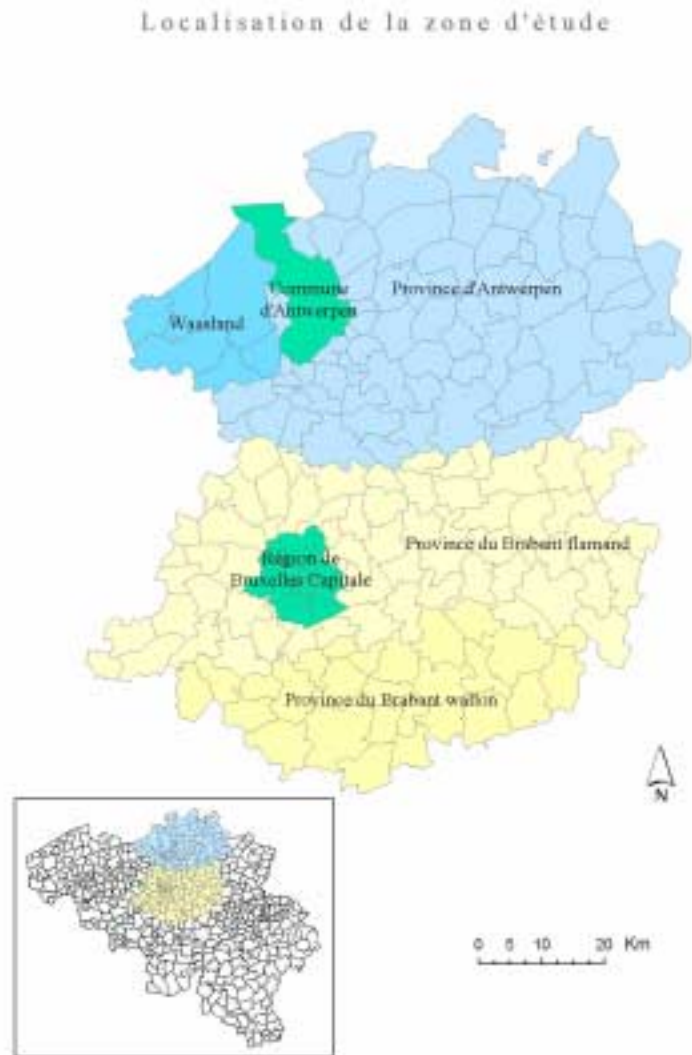 Localisation de la zone d'étude
Commune
d'Antwerpen
Province d'Antwerpen
Waasland
Province du Brabant flamand
Région de
Bruxelles Capitale
Province du Brabant wallon
N
0 5 10 20 Km